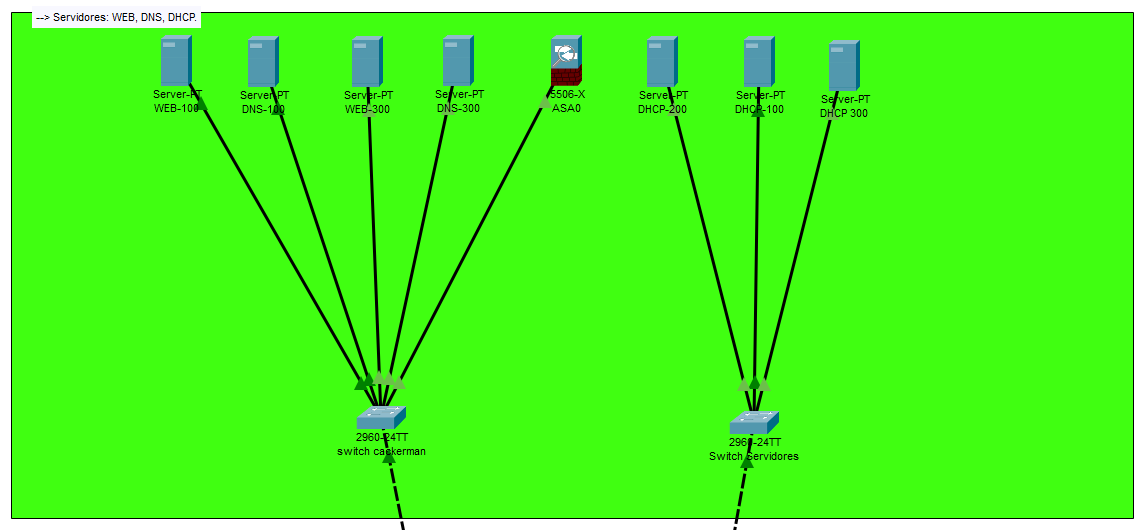 --> Servidores: WEB, DNS, DHCP.
Server-PT
WEB-100
Server-PT
DNS-100
Server-PT
WEB-300
Server-PT
DNS-300
5506-X
ASA0
Server-PT
DHCP-200
Server-PT
DHCP-100
Server-PT
DHCP 300
2960-24TT
switch cackerman
2960-24TT
Switch Servidores